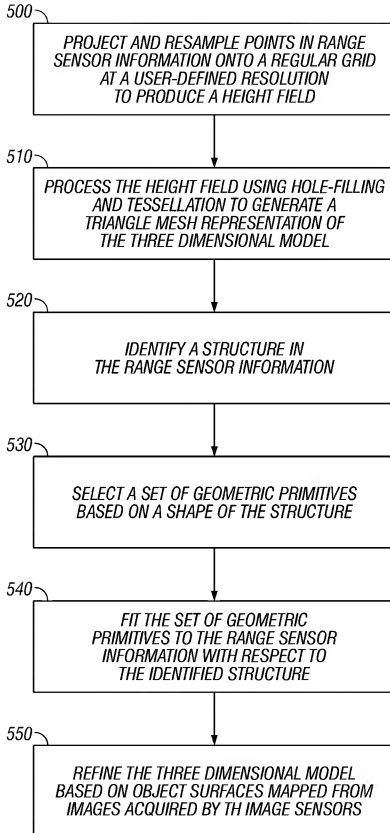 500
PROJECT AND RESAMPLE POINTS IN RANGE
SENSOR INFORMATION ONTO A REGULAR GRID
AT A USER-DEFINED RESOLUTION
TO PRODUCE A HEIGHT FIELD
510
PROCESS THE HEIGHT FIELD USING HOLE-FILLING
AND TESSELLATION TO GENERATE A
TRIANGLE MESH REPRESENTATION OF
THE THREE DIMENSIONAL MODEL
520
IDENTIFY A STRUCTURE IN
THE RANGE SENSOR INFORMATION
530
SELECT A SET OF GEOMETRIC PRIMITIVES
BASED ON A SHAPE OF THE STRUCTURE
540
FIT THE SET OF GEOMETRIC
PRIMITIVES TO THE RANGE SENSOR
INFORMATION WITH RESPECT TO
THE IDENTIFIED STRUCTURE
550
REFINE THE THREE DIMENSIONAL MODEL
BASED ON OBJECT SURFACES MAPPED FROM
IMAGES ACQUIRED BY TH IMAGE SENSORS